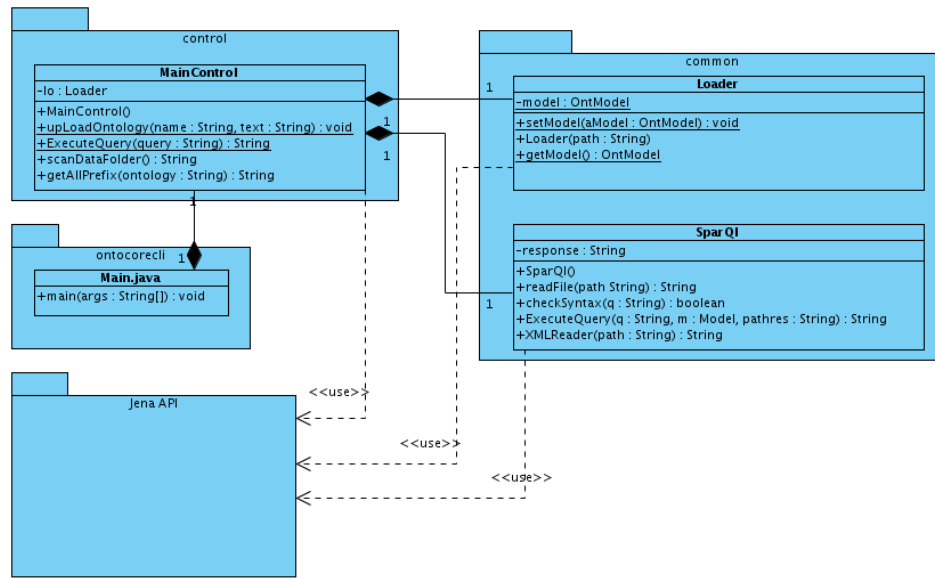 control
MainControl
-lo : Loader
+MainControl()
+upLoadOntology(name : String, text : String) : void
+ExecuteQuery(query : String) : String
+scanDataFolder() : String
+getAllPrefix(ontology : String) : String
1
1
1
1
common
Loader
-model : OntModel
+setModel(aModel : OntModel) : void
+Loader(path : String)
+getModel() : OntModel
SparQl
-response : String
+SparQl()
+readFile(path String) : String
+checkSyntax(q : String) : boolean
+ExecuteQuery(q : String, m : Model, pathres : String) : String
+XMLReader(path : String) : String
1
ontocorecli
1
Main.java
+main(args : String[]) : void
Jena API
<<use>>
<<use>>
<<use>>